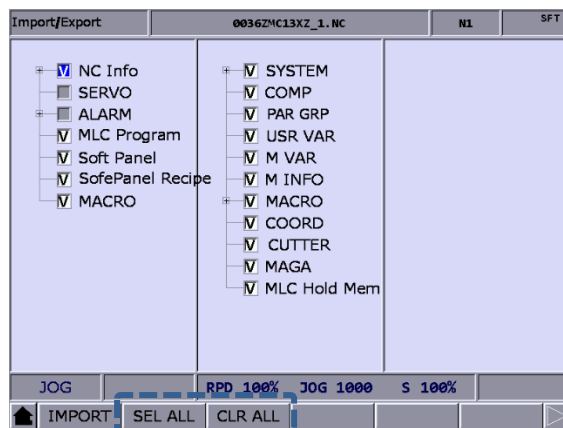 Import/Export 0036ZMC13XZ_1.NC N1 SFT
V NC Info
SERVO
ALARM
V MLC Program
V Soft Panel
V SofePanel Recipe
V MACRO
V SYSTEM
V COMP
V PAR GRP
V USR VAR
V M VAR
V M INFO
V MACRO
V COORD
V CUTTER
V MAGA
V MLC Hold Mem
JOG RPD 100% JOG 1000 S 100%
IMPORT SEL ALL CLR ALL